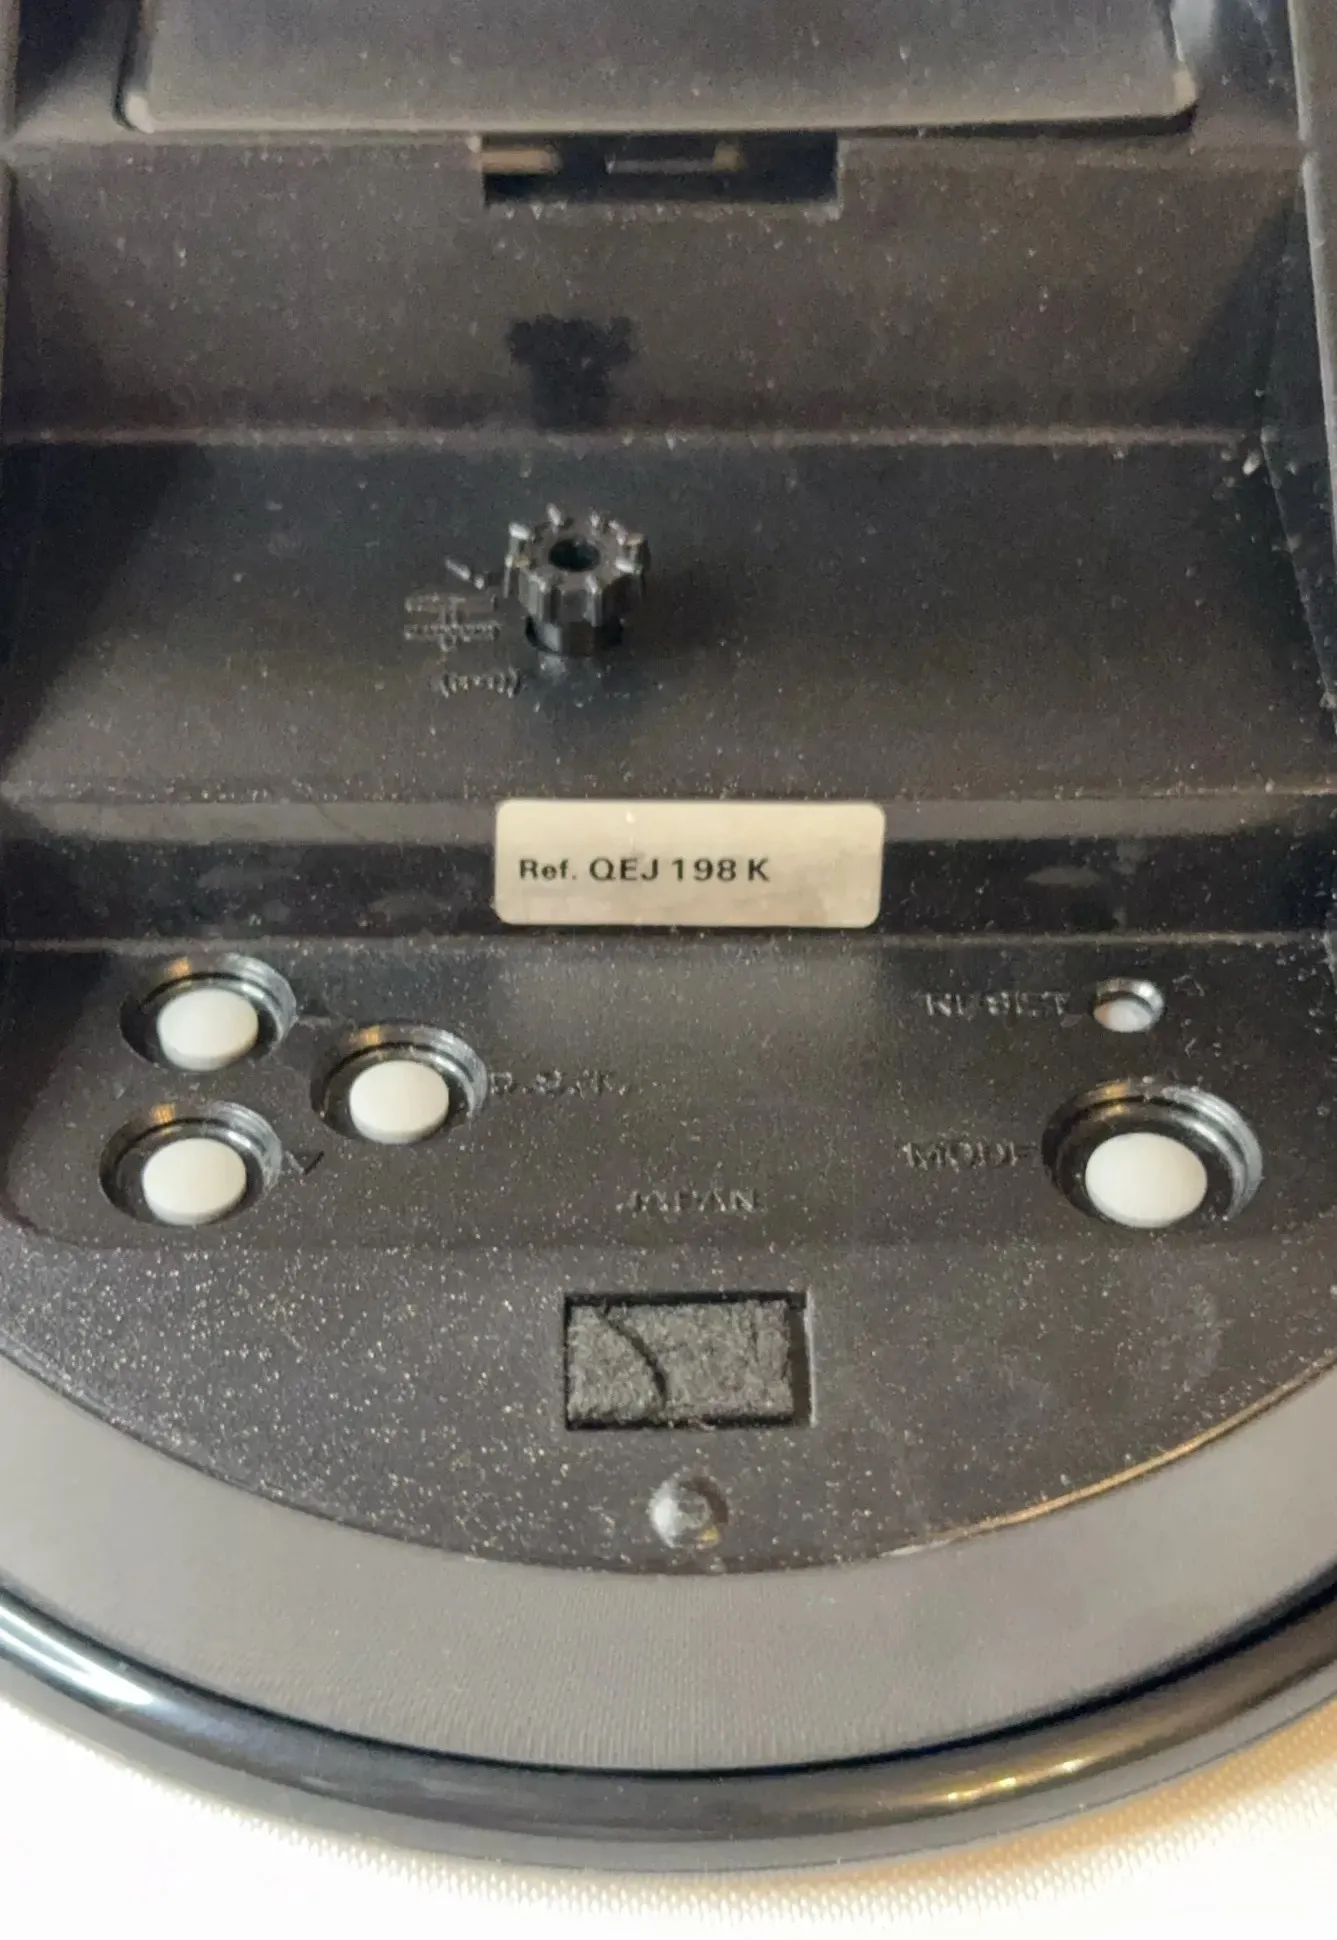 Ref. QEJ 198 K
RESET
MODE
JAPAN